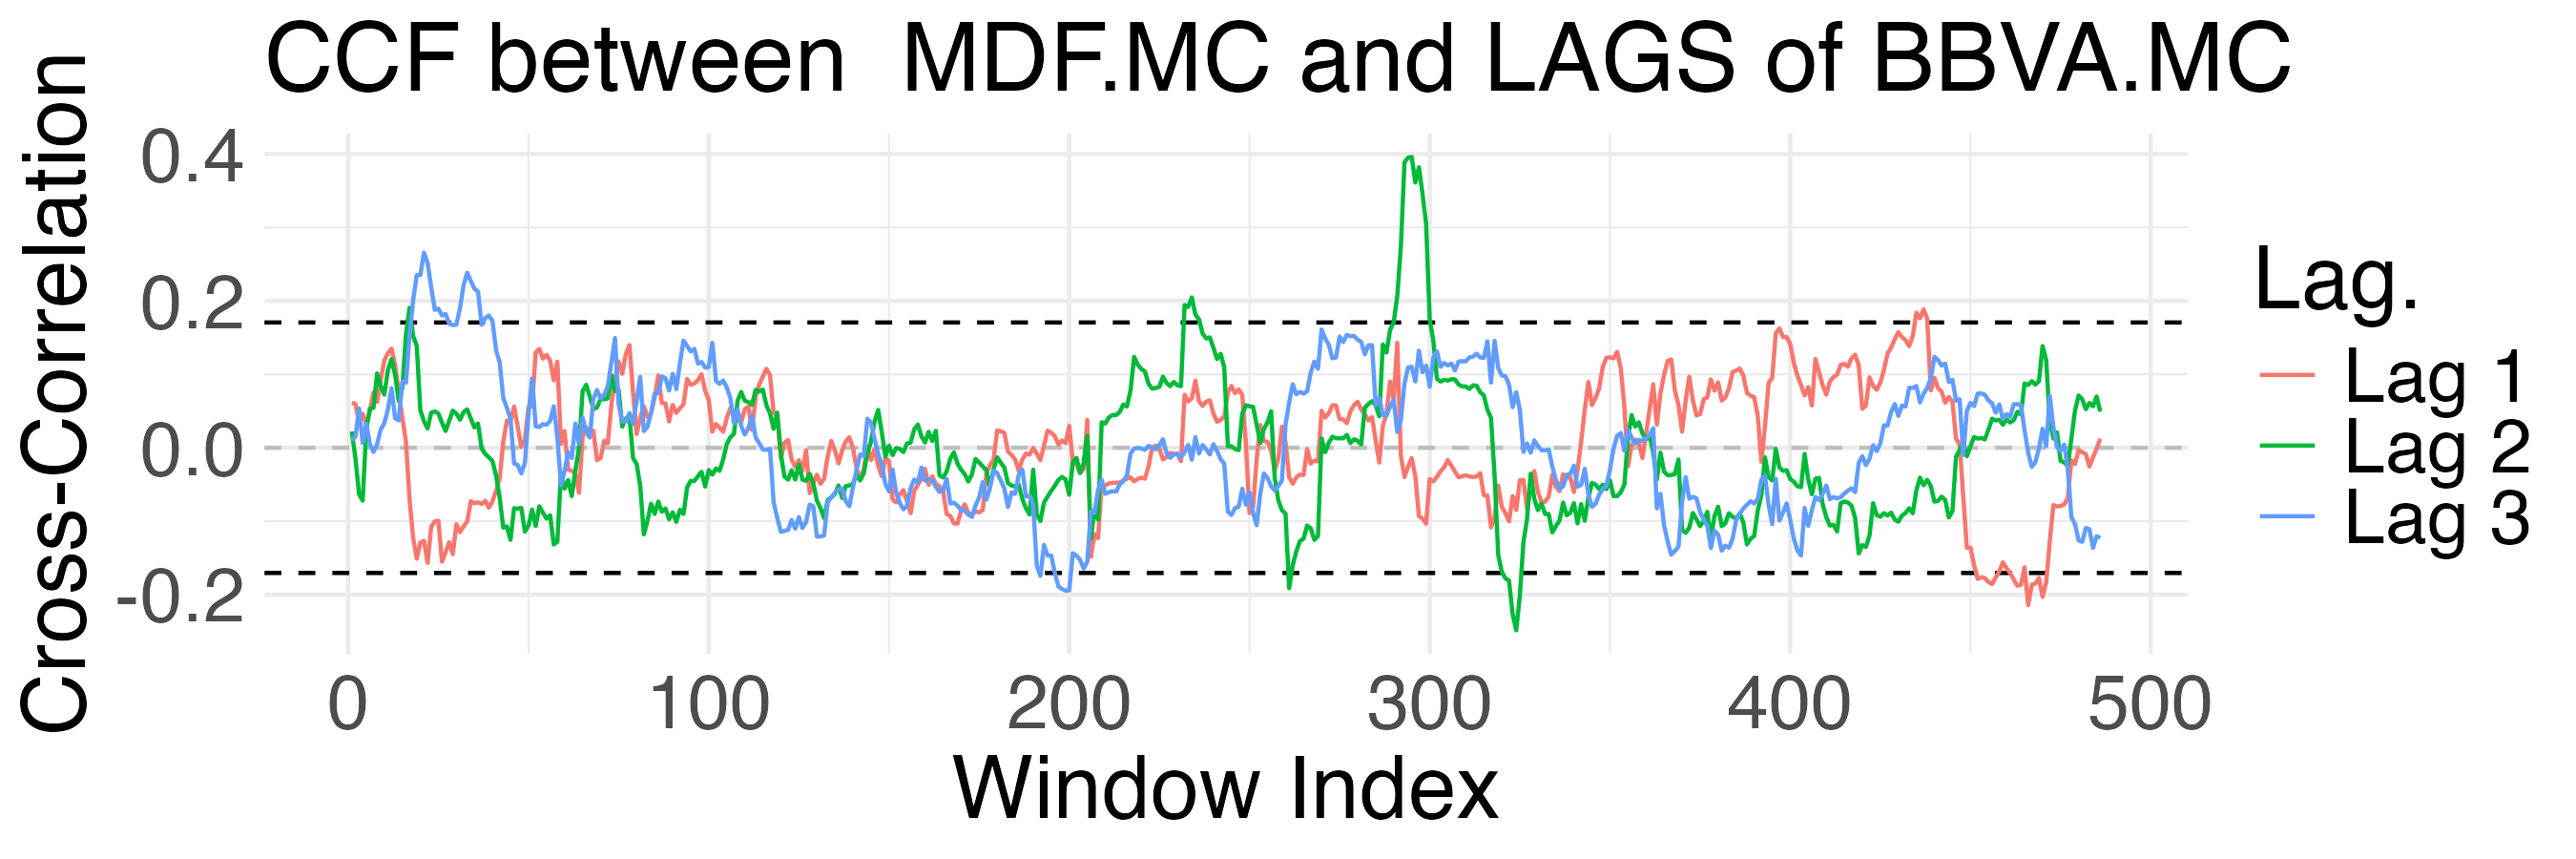 CCF between  MDF.MC and LAGS of BBVA.MC
Cross-Correlation
0.4
0.2
0.0
-0.2
0
100
200
300
400
500
Window Index
Lag.
Lag 1
Lag 2
Lag 3